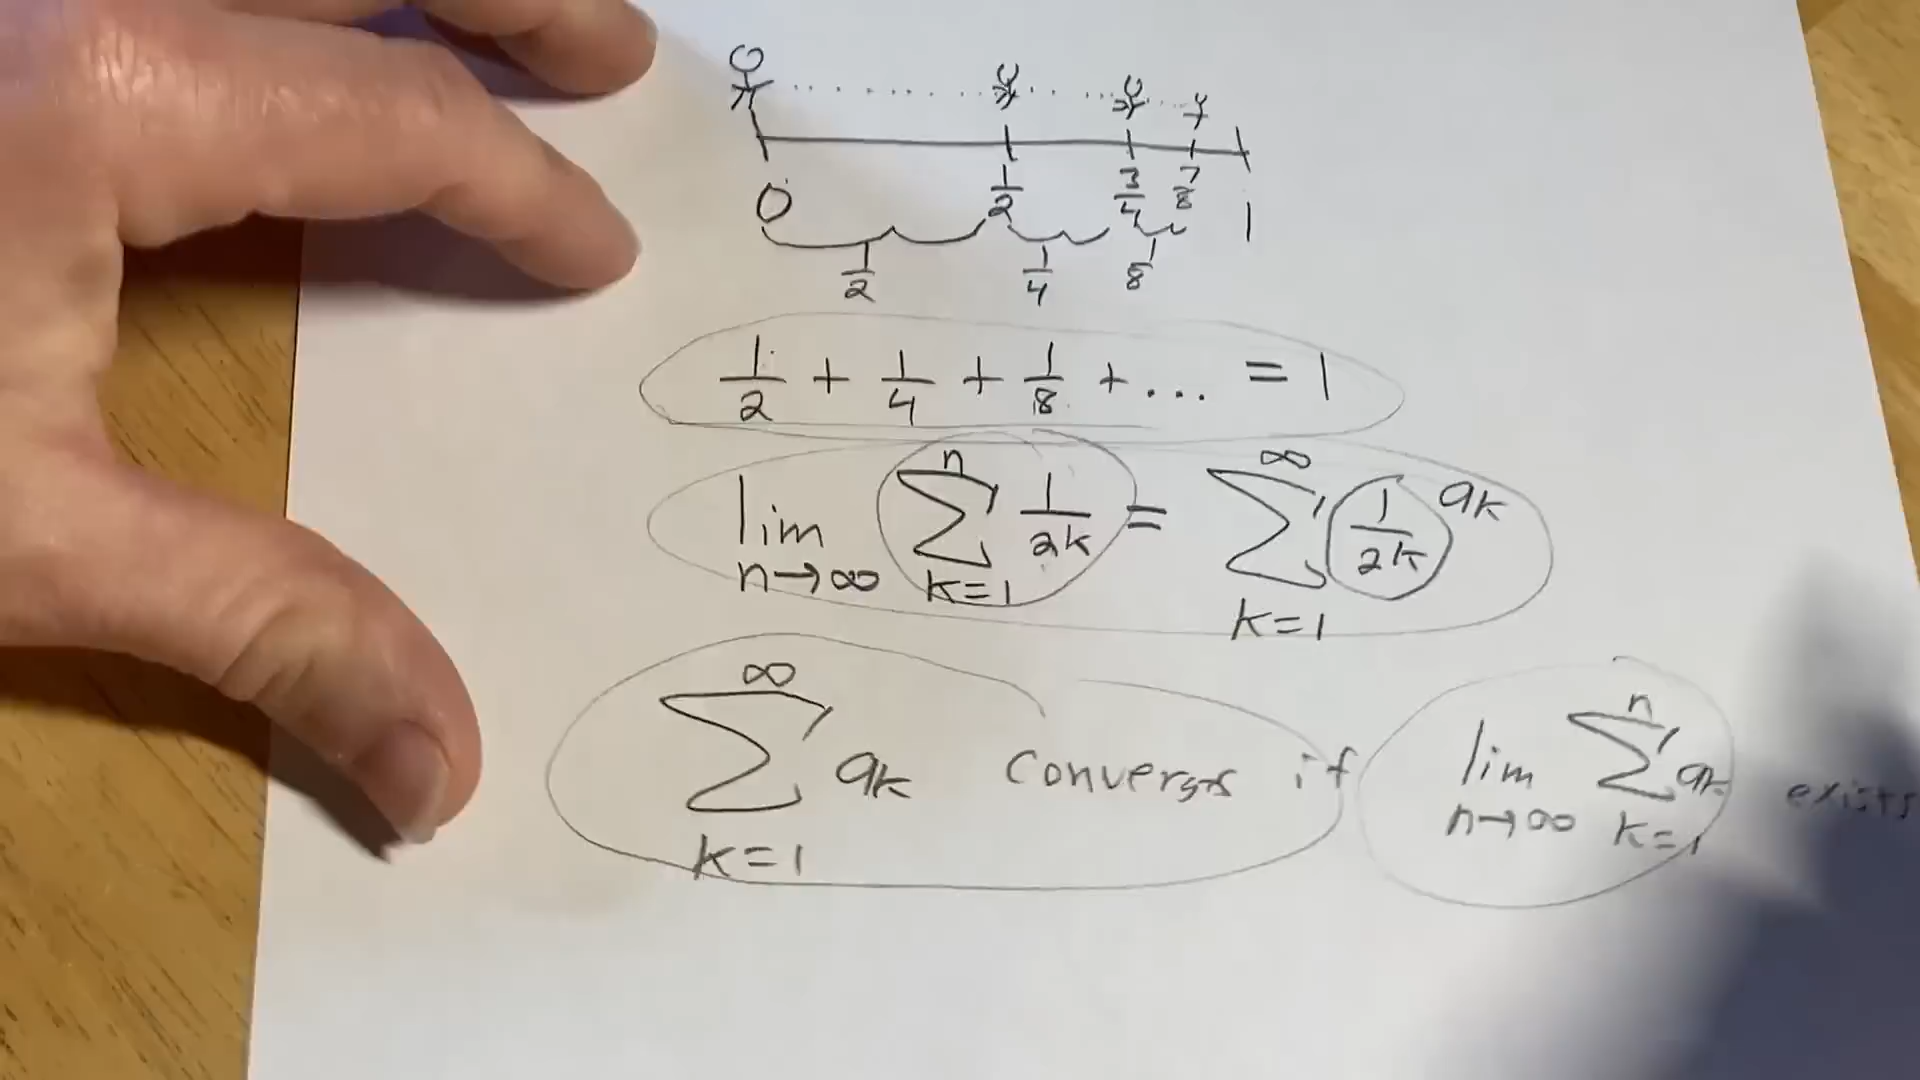 0 1/2 3/4 7/8 1
1/2 1/4 1/8
1/2 + 1/4 + 1/8 + ... = 1
lim n→∞ ∑ k=1 n 1/2k = ∑ k=1 ∞ 1/2k ak
∑ k=1 ∞ ak converges if lim n→∞ ∑ k=1 n ak exists